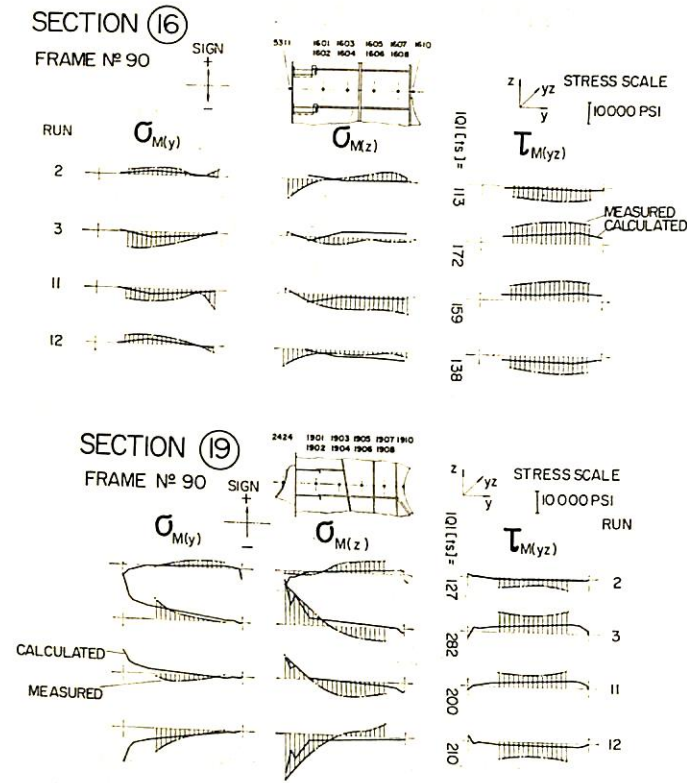 SECTION 16
FRAME Nº 90
SIGN
+
−
5311 1601 1603 1605 1607 1610
1602 1604 1606 1608
z yz
y
STRESS SCALE
10000 PSI
RUN
σM(y)
σM(z)
|Q|[ts] =
τM(yz)
2
113
3
172
MEASURED
CALCULATED
11
159
12
138
SECTION 19
FRAME Nº 90
SIGN
+
−
2424 1901 1903 1905 1907 1910
1902 1904 1906 1908
z yz
y
STRESS SCALE
10000 PSI
RUN
σM(y)
σM(z)
|Q|[ts] =
τM(yz)
127
2
282
3
CALCULATED
MEASURED
200
11
210
12